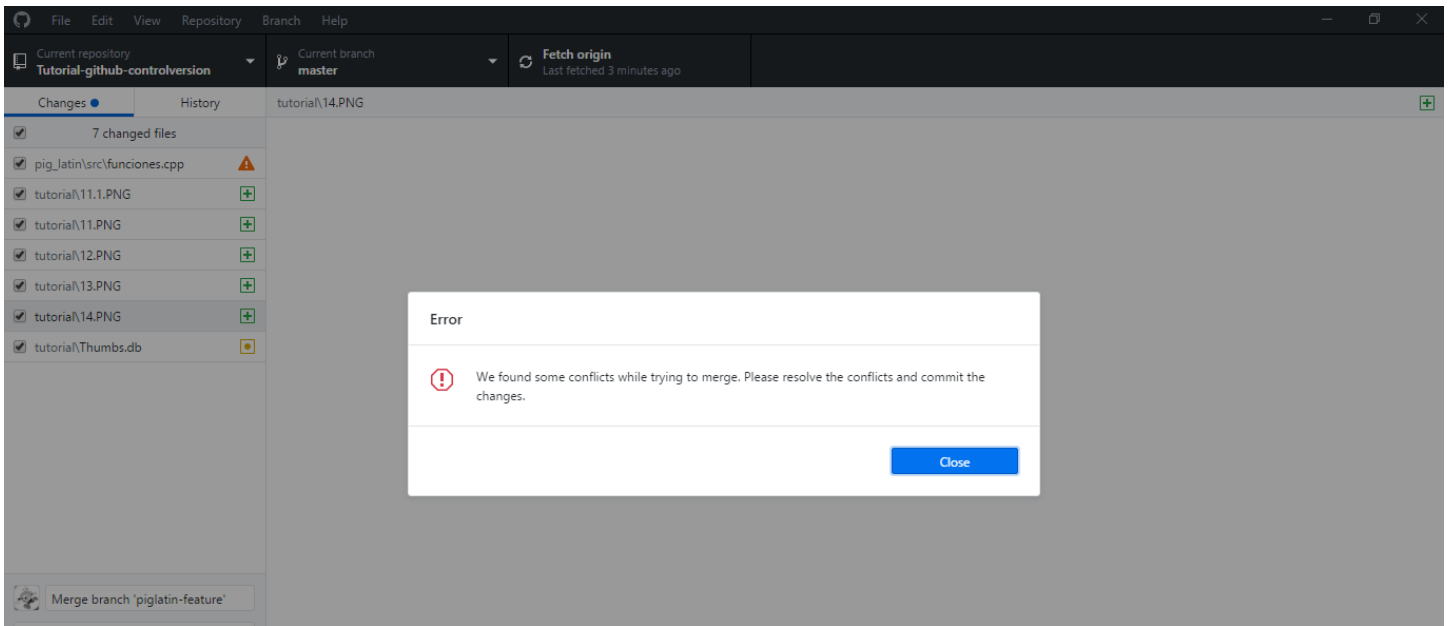 File Edit View Repository Branch Help
Current repository
Tutorial-github-controlversion
Current branch
master
Fetch origin
Last fetched 3 minutes ago
Changes History
tutorial\14.PNG
7 changed files
pig_latin\src\funciones.cpp
tutorial\11.1.PNG
tutorial\11.PNG
tutorial\12.PNG
tutorial\13.PNG
tutorial\14.PNG
tutorial\Thumbs.db
Error
We found some conflicts while trying to merge. Please resolve the conflicts and commit the
changes.
Close
Merge branch 'piglatin-feature'